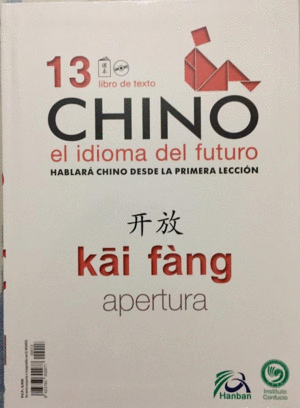 13
libro de texto
CHINO
el idioma del futuro
HABLARÁ CHINO DESDE LA PRIMERA LECCIÓN
开放
kāi fàng
apertura
Hanban
Instituto
Confucio